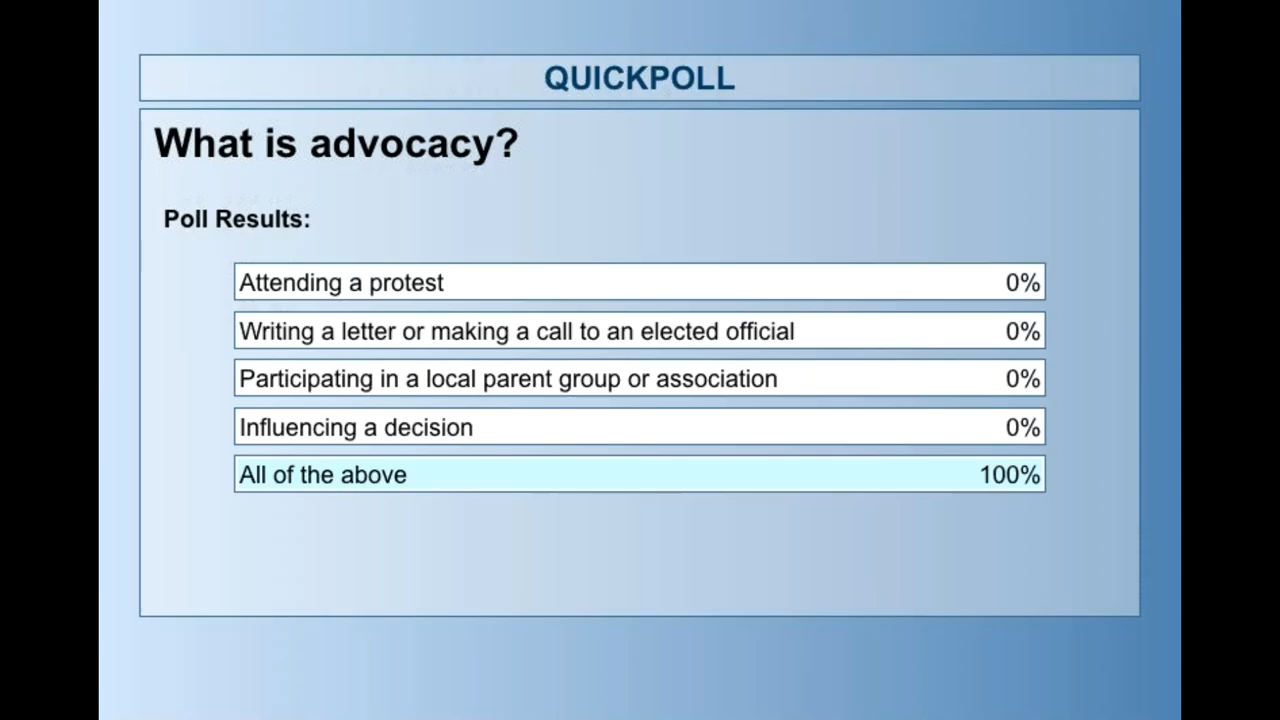 QUICKPOLL
What is advocacy?
Poll Results:
Attending a protest 0%
Writing a letter or making a call to an elected official 0%
Participating in a local parent group or association 0%
Influencing a decision 0%
All of the above 100%